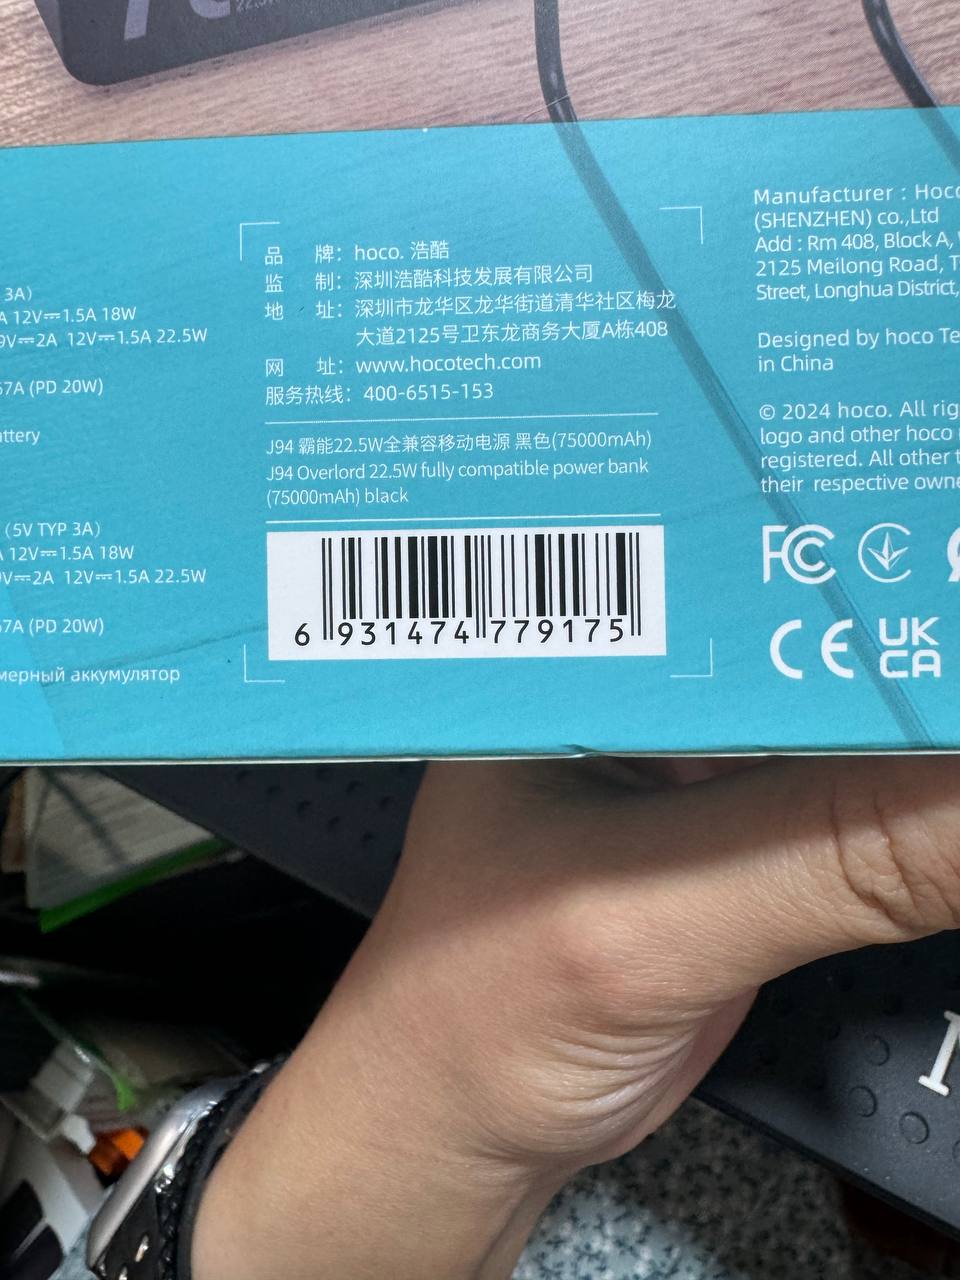 22.5W
3A）
A 12V⎓1.5A 18W
9V⎓2A 12V⎓1.5A 22.5W
67A (PD 20W)
attery
（5V TYP 3A）
A 12V⎓1.5A 18W
9V⎓2A 12V⎓1.5A 22.5W
67A (PD 20W)
мерный аккумулятор
品 牌：hoco. 浩酷
监 制：深圳浩酷科技发展有限公司
地 址：深圳市龙华区龙华街道清华社区梅龙
大道2125号卫东龙商务大厦A栋408
网 址：www.hocotech.com
服务热线：400-6515-153
J94 霸能22.5W全兼容移动电源 黑色(75000mAh)
J94 Overlord 22.5W fully compatible power bank
(75000mAh) black
6 931474 779175
Manufacturer : Hoco
(SHENZHEN) co.,Ltd
Add : Rm 408, Block A,
2125 Meilong Road, T
Street, Longhua District,
Designed by hoco Te
in China
© 2024 hoco. All rig
logo and other hoco
registered. All other t
their respective owne
FC
CE UK
CA